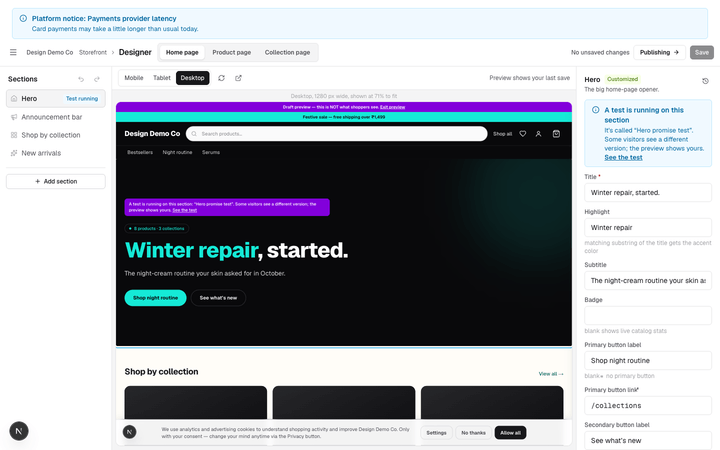 Platform notice: Payments provider latency
Card payments may take a little longer than usual today.
Design Demo Co Storefront > Designer Home page Product page Collection page No unsaved changes Publishing → Save
Sections
Hero Test running
Announcement bar
Shop by collection
New arrivals
+ Add section
Mobile Tablet Desktop Preview shows your last save
Desktop, 1280 px wide, shown at 71% to fit
Draft preview — this is NOT what shoppers see. Exit preview
Festive sale — free shipping over ₹1,499
Design Demo Co Search products... Shop all
Bestsellers Night routine Serums
A test is running on this section: "Hero promise test". Some visitors see a different version; the
preview shows yours. See the test
8 products · 3 collections
Winter repair, started.
The night-cream routine your skin asked for in October.
Shop night routine See what's new
Shop by collection View all →
N We use analytics and advertising cookies to understand shopping activity and improve Design Demo Co. Only
with your consent — change your mind anytime via the Privacy button.
Settings No thanks Allow all
N
Hero Customized
The big home-page opener.
A test is running on this
section
It's called "Hero promise test".
Some visitors see a different
version; the preview shows yours.
See the test
Title *
Winter repair, started.
Highlight
Winter repair
matching substring of the title gets the accent
color
Subtitle
The night-cream routine your skin as
Badge
blank shows live catalog stats
Primary button label
Shop night routine
blank = no primary button
Primary button link*
/collections
Secondary button label
See what's new